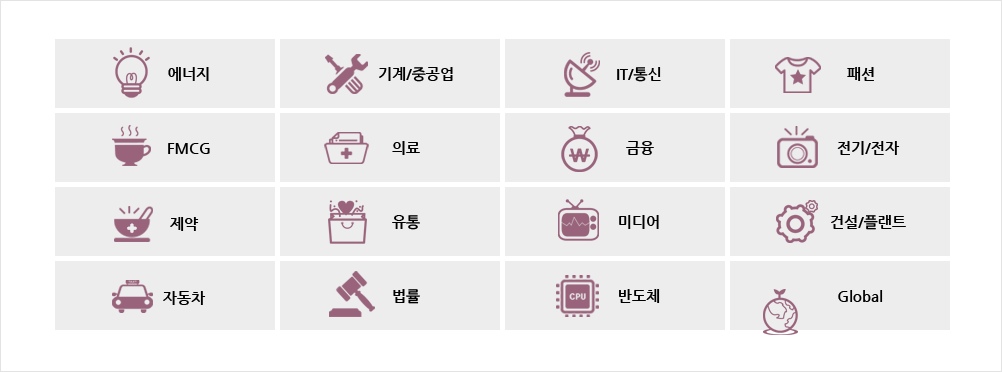 에너지
기계/중공업
IT/통신
패션
FMCG
의료
금융
전기/전자
제약
유통
미디어
건설/플랜트
자동차
법률
CPU
반도체
Global